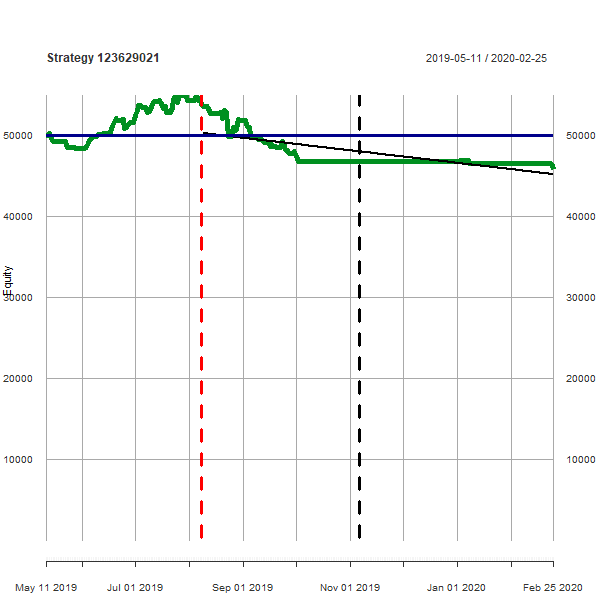 Strategy 123629021
2019-05-11 / 2020-02-25
50000
50000
40000
40000
Equity
30000
30000
20000
20000
10000
10000
May 11 2019
Jul 01 2019
Sep 01 2019
Nov 01 2019
Jan 01 2020
Feb 25 2020